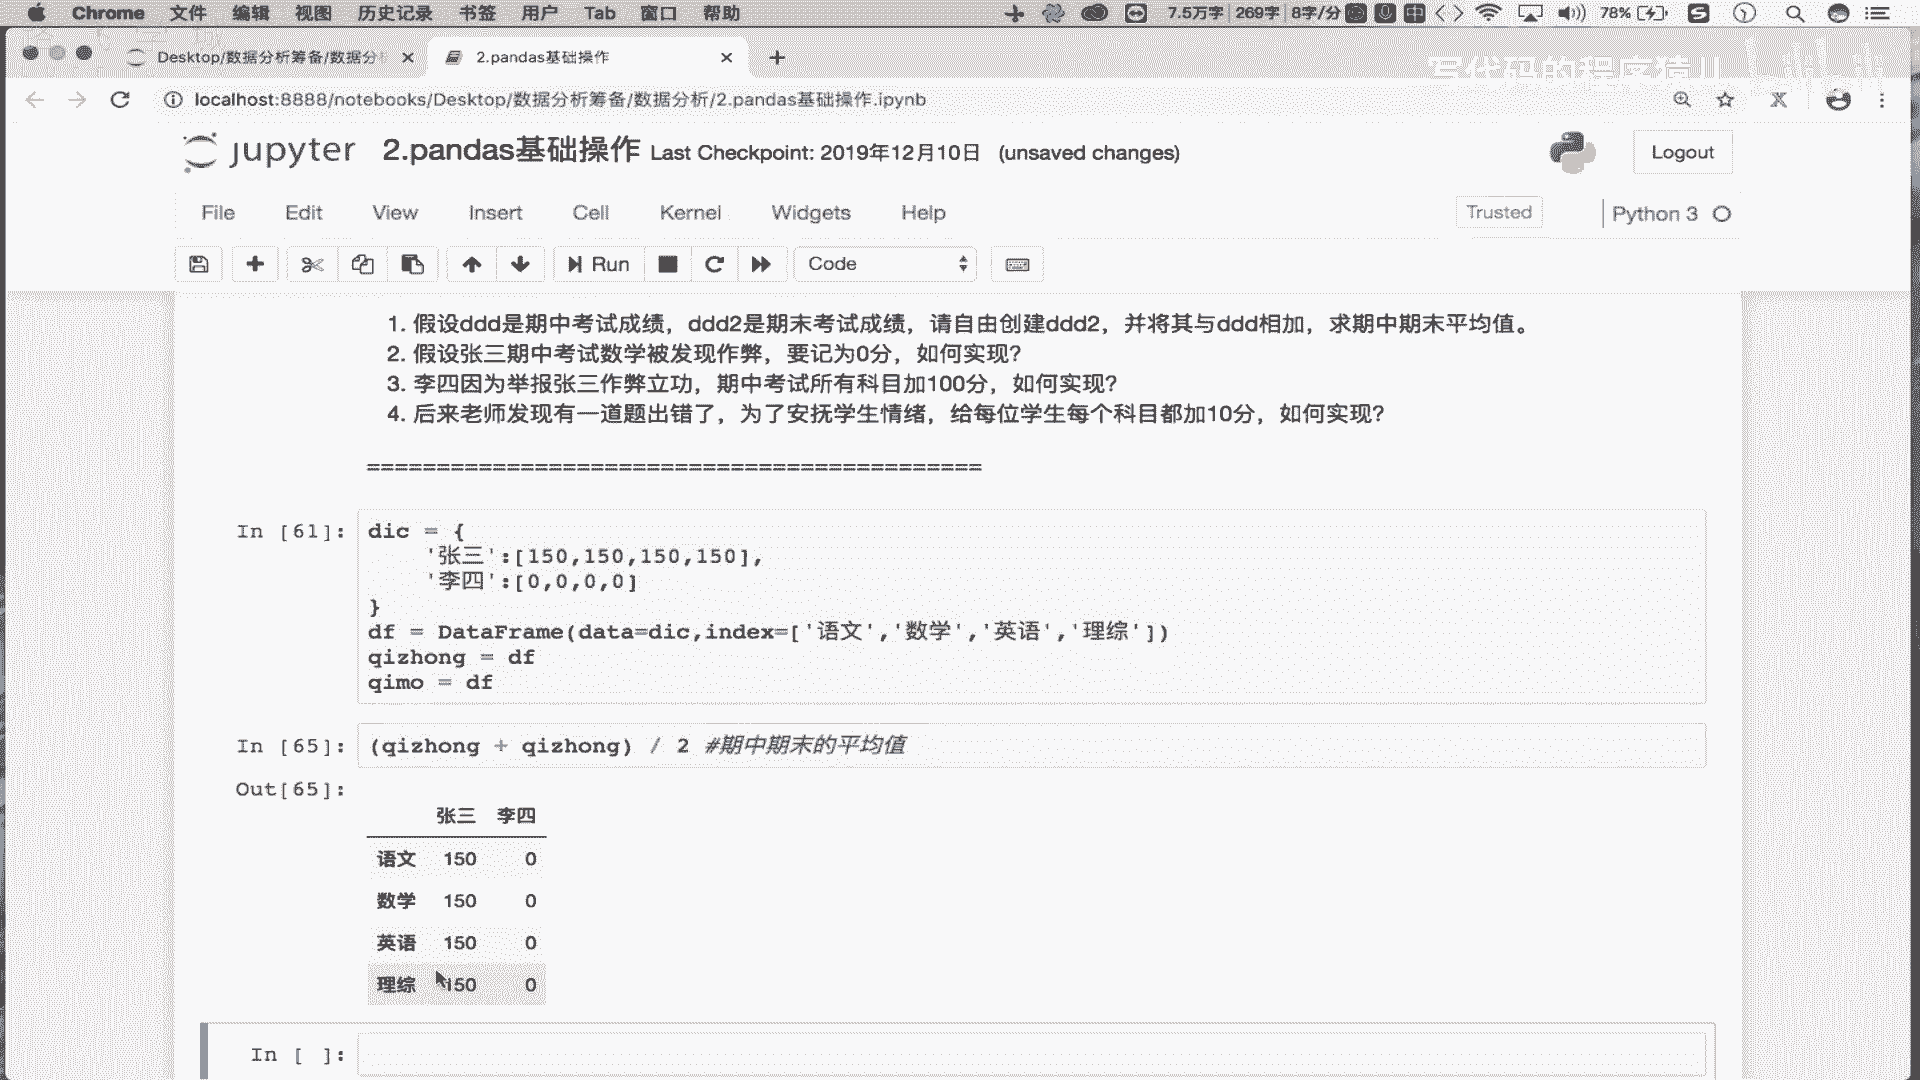 Chrome 文件 编辑 视图 历史记录 书签 用户 Tab 窗口 帮助 7.5万字 269字 8字/分 中 78%
Desktop/数据分析筹备/数据分析
2.pandas基础操作
写代码的程序猿JJ bilibili
localhost:8888/notebooks/Desktop/数据分析筹备/数据分析/2.pandas基础操作.ipynb
jupyter 2.pandas基础操作 Last Checkpoint: 2019年12月10日 (unsaved changes) Logout
File Edit View Insert Cell Kernel Widgets Help Trusted Python 3
Run Code
1. 假设ddd是期中考试成绩，ddd2是期末考试成绩，请自由创建ddd2，并将其与ddd相加，求期中期末平均值。
2. 假设张三期中考试数学被发现作弊，要记为0分，如何实现？
3. 李四因为举报张三作弊立功，期中考试所有科目加100分，如何实现？
4. 后来老师发现有一道题出错了，为了安抚学生情绪，给每位学生每个科目都加10分，如何实现？
============================================
In [61]: dic = {
'张三':[150,150,150,150],
'李四':[0,0,0,0]
}
df = DataFrame(data=dic,index=['语文','数学','英语','理综'])
qizhong = df
qimo = df
In [65]: (qizhong + qizhong) / 2 #期中期末的平均值
Out[65]:
张三 李四
语文 150 0
数学 150 0
英语 150 0
理综 150 0
In [ ]: